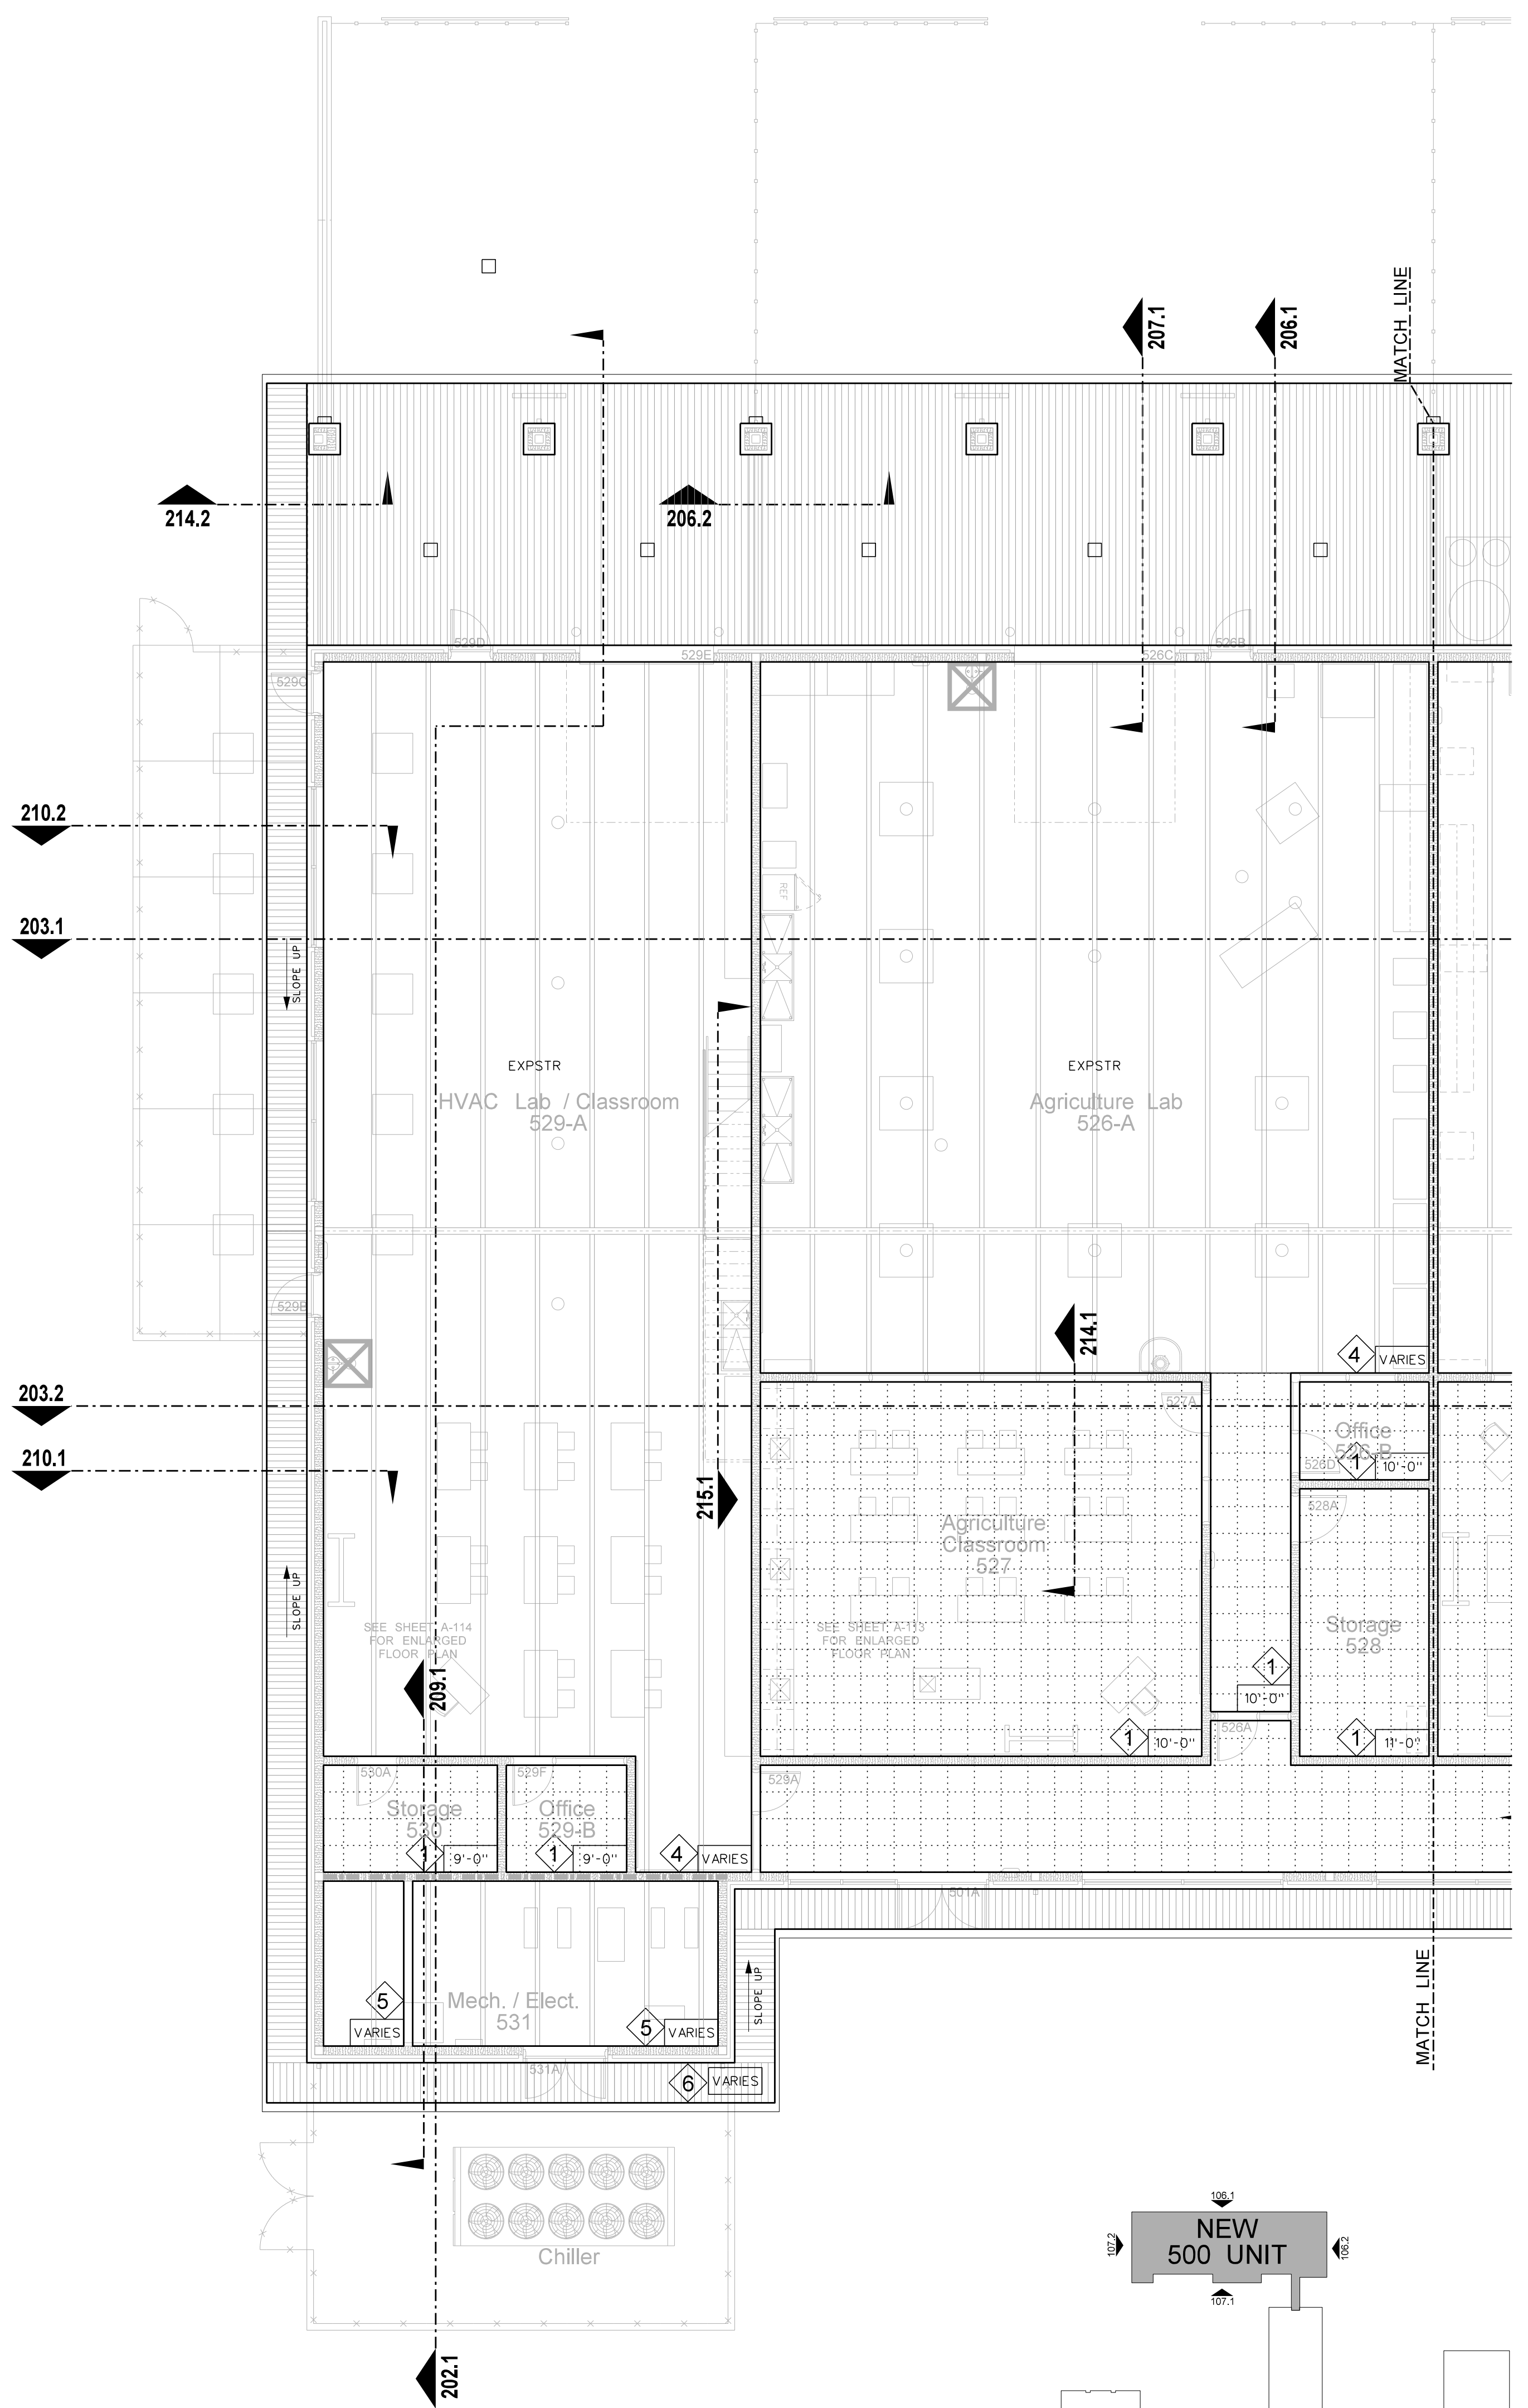 MATCH LINE
207.1
206.1
214.2
206.2
529D
529E
526C
526B
529C
210.2
REF
203.1
SLOPE UP
EXPSTR
HVAC Lab / Classroom
529-A
EXPSTR
Agriculture Lab
526-A
214.1
4
VARIES
203.2
527A
Office
526-B
526D
1
10'-0"
210.1
215.1
528A
Agriculture
Classroom
527
SLOPE UP
SEE SHEET A-114
FOR ENLARGED
FLOOR PLAN
SEE SHEET A-113
FOR ENLARGED
FLOOR PLAN
Storage
528
209.1
1
10'-0"
526A
1
10'-0"
1
11'-0"
530A
529F
529A
Storage
530
Office
529-B
1
9'-0"
1
9'-0"
4
VARIES
501A
5
VARIES
Mech. / Elect.
531
5
VARIES
SLOPE UP
MATCH LINE
531A
6
VARIES
Chiller
106.1
NEW
500 UNIT
107.2
106.2
107.1
202.1